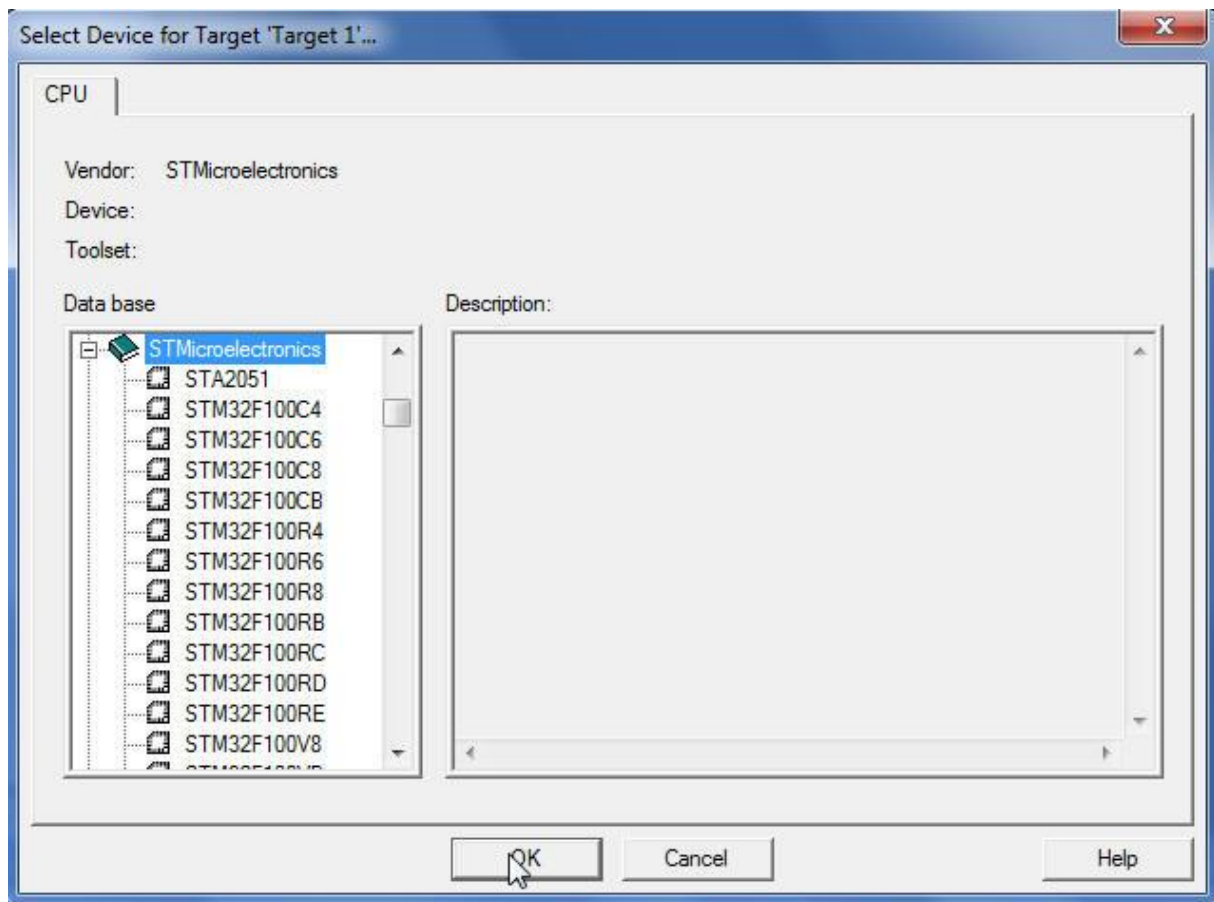 Select Device for Target 'Target 1'...
CPU
Vendor: STMicroelectronics
Device:
Toolset:
Data base
Description:
STMicroelectronics
STA2051
STM32F100C4
STM32F100C6
STM32F100C8
STM32F100CB
STM32F100R4
STM32F100R6
STM32F100R8
STM32F100RB
STM32F100RC
STM32F100RD
STM32F100RE
STM32F100V8
OK Cancel Help